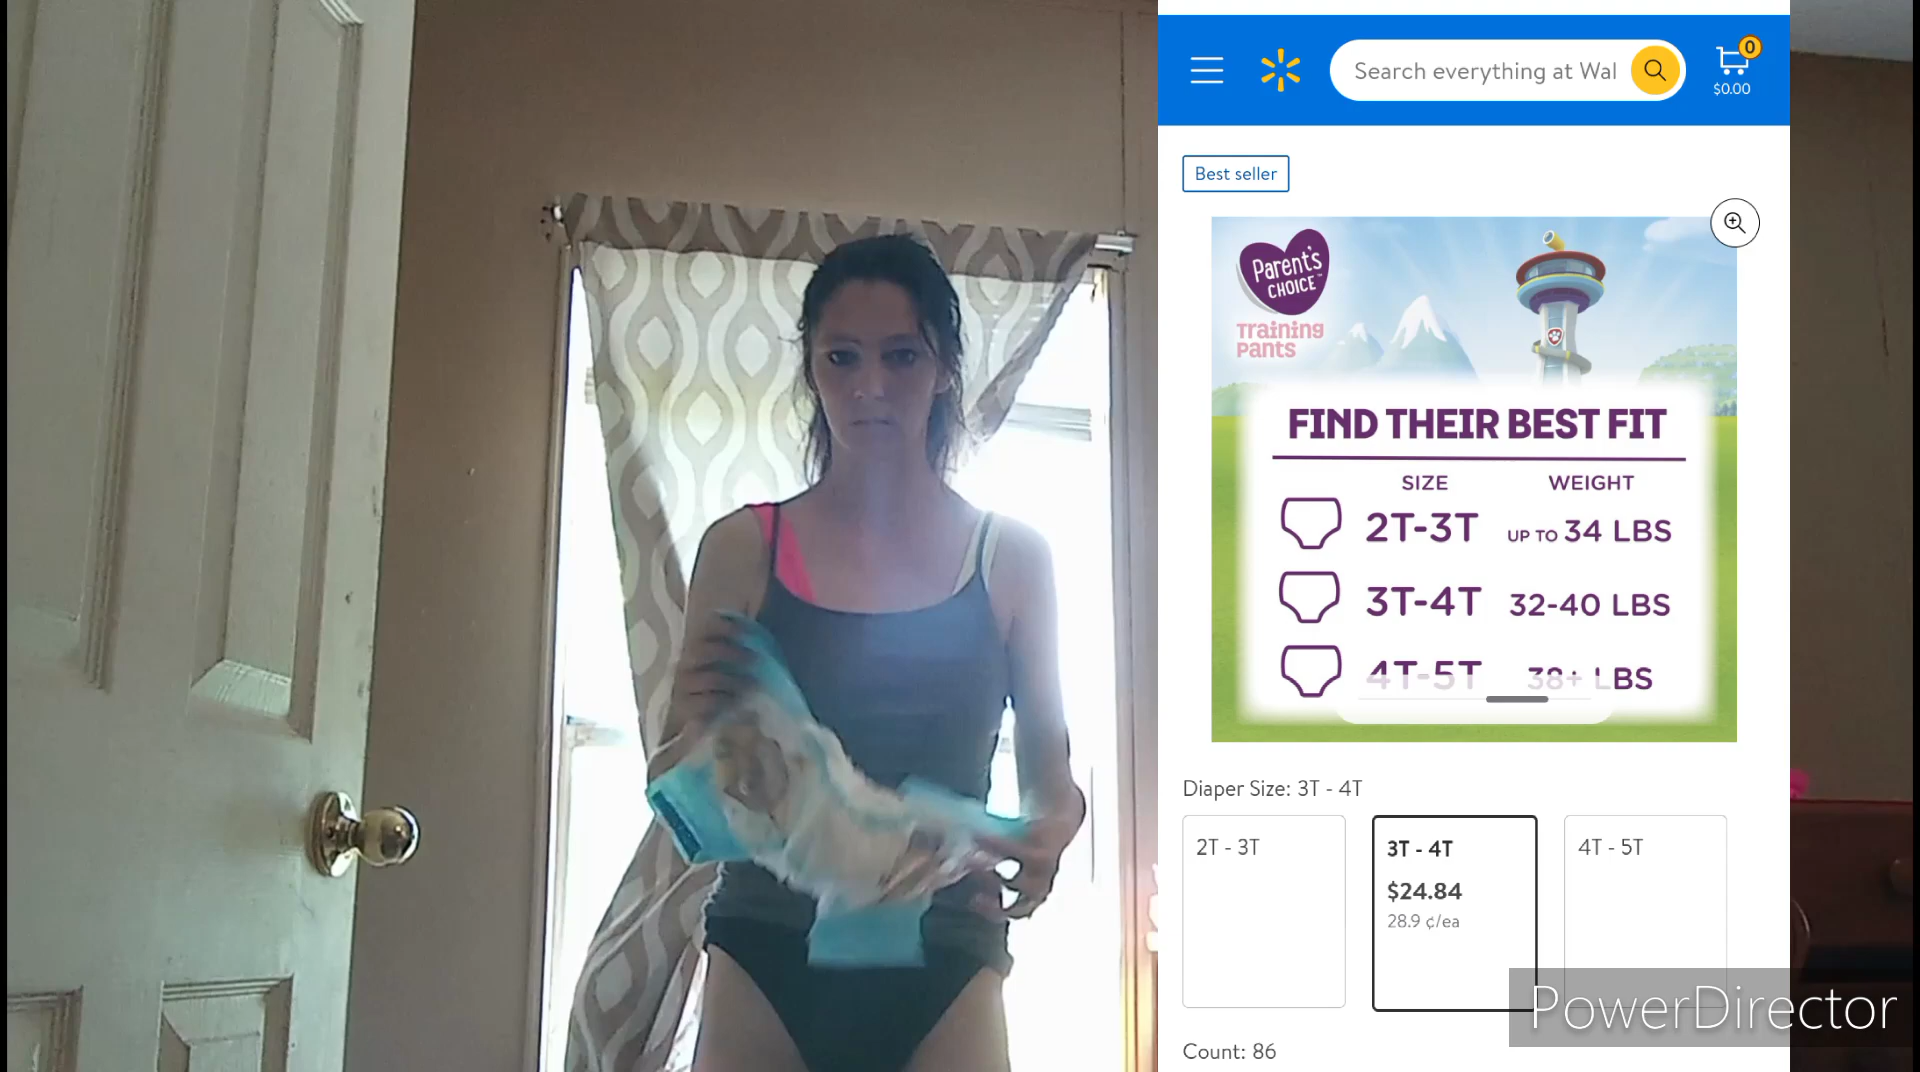 Search everything at Wal
0
$0.00
Best seller
Parent's
CHOICE™
Training
Pants
FIND THEIR BEST FIT
SIZE WEIGHT
2T-3T UP TO 34 LBS
3T-4T 32-40 LBS
4T-5T 38+ LBS
Diaper Size: 3T - 4T
2T - 3T
3T - 4T
$24.84
28.9 ¢/ea
4T - 5T
Count: 86
PowerDirector